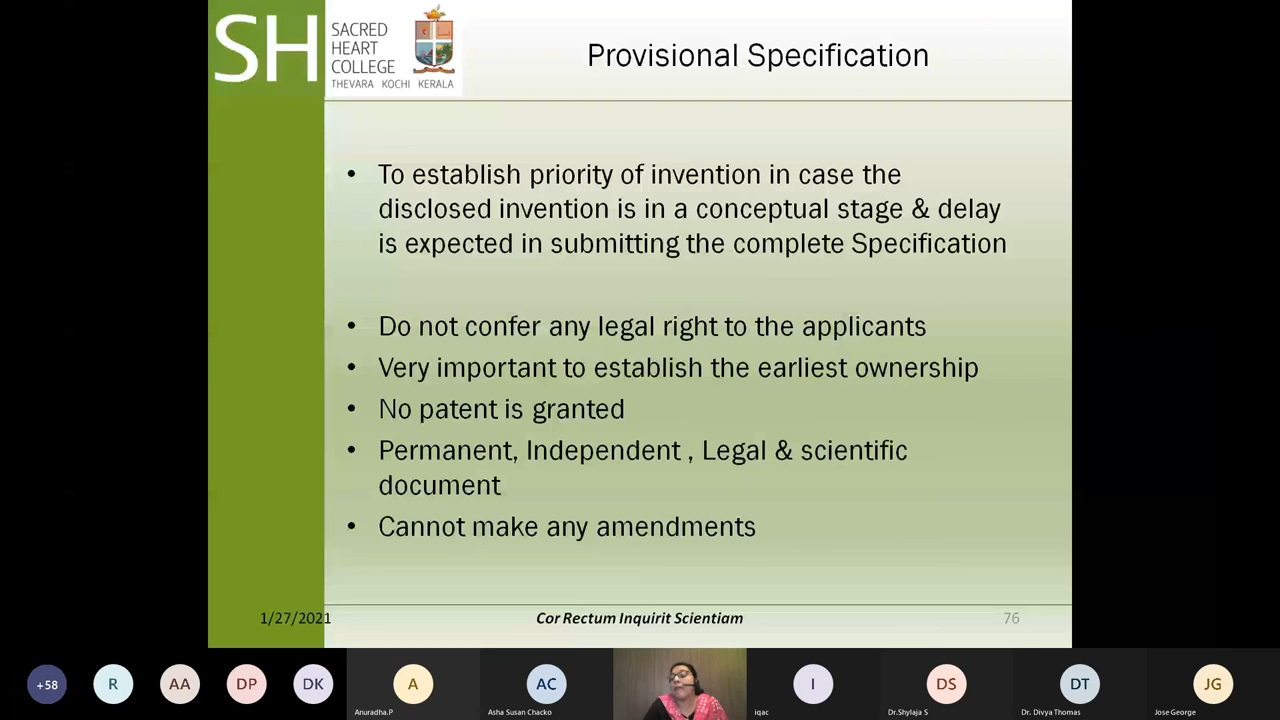 SH
SACRED
HEART
COLLEGE
THEVARA KOCHI KERALA
Provisional Specification
• To establish priority of invention in case the
disclosed invention is in a conceptual stage & delay
is expected in submitting the complete Specification
• Do not confer any legal right to the applicants
• Very important to establish the earliest ownership
• No patent is granted
• Permanent, Independent , Legal & scientific
document
• Cannot make any amendments
1/27/2021
Cor Rectum Inquirit Scientiam
76
+58
R
AA
DP
DK
A
AC
I
DS
DT
JG
Anuradha.P
Asha Susan Chacko
iqac
Dr.Shylaja S
Dr. Divya Thomas
Jose George